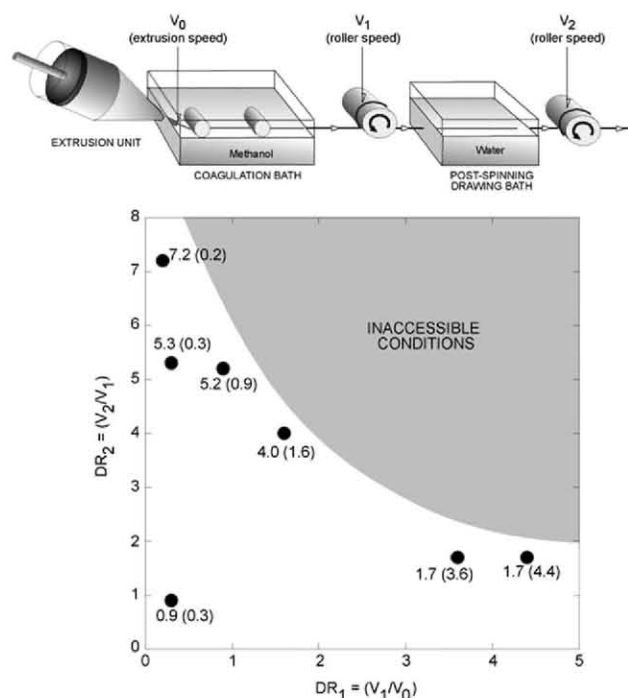 V0
(extrusion speed)
V1
(roller speed)
V2
(roller speed)
EXTRUSION UNIT
Methanol
COAGULATION BATH
Water
POST-SPINNING
DRAWING BATH
8
7
6
5
4
3
2
1
0
DR2 = (V2/V1)
7.2 (0.2)
INACCESSIBLE
CONDITIONS
5.3 (0.3)
5.2 (0.9)
4.0 (1.6)
1.7 (3.6)
1.7 (4.4)
0.9 (0.3)
0 1 2 3 4 5
DR1 = (V1/V0)